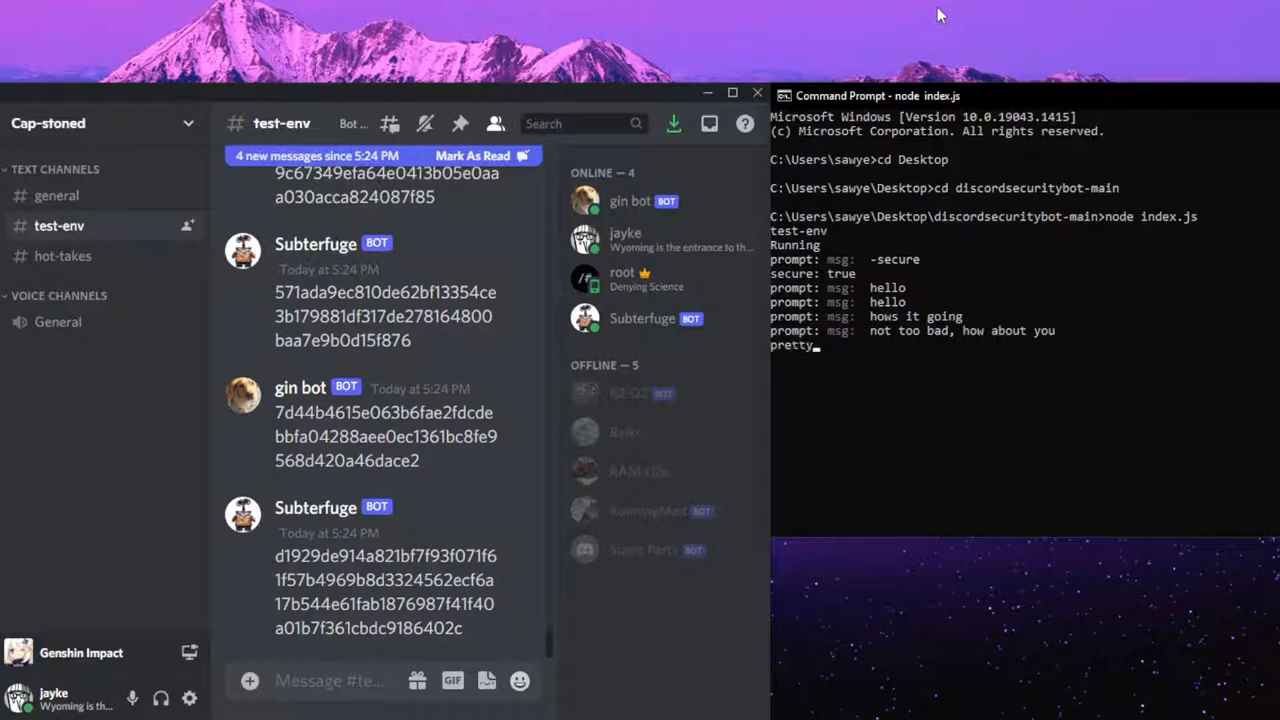 Cap-stoned
TEXT CHANNELS
general
test-env
hot-takes
VOICE CHANNELS
General
Genshin Impact
jayke
Wyoming is th...
test-env
Bot ...
Search
4 new messages since 5:24 PM
Mark As Read
9c67349efa64e0413b05e0aa
a030acca824087f85
Subterfuge BOT
Today at 5:24 PM
571ada9ec810de62bf13354ce
3b179881df317de278164800
baa7e9b0d15f876
gin bot BOT Today at 5:24 PM
7d44b4615e063b6fae2fdcde
bbfa04288aee0ec1361bc8fe9
568d420a46dace2
Subterfuge BOT
Today at 5:24 PM
d1929de914a821bf7f93f071f6
1f57b4969b8d3324562ecf6a
17b544e61fab1876987f41f40
a01b7f361cbdc9186402c
Message #te...
GIF
ONLINE — 4
gin bot BOT
jayke
Wyoming is the entrance to th...
root
Denying Science
Subterfuge BOT
OFFLINE — 5
BOT
BOT
BOT
Command Prompt - node index.js
Microsoft Windows [Version 10.0.19043.1415]
(c) Microsoft Corporation. All rights reserved.
C:\Users\sawye>cd Desktop
C:\Users\sawye\Desktop>cd discordsecuritybot-main
C:\Users\sawye\Desktop\discordsecuritybot-main>node index.js
test-env
Running
prompt: msg: -secure
secure: true
prompt: msg: hello
prompt: msg: hello
prompt: msg: hows it going
prompt: msg: not too bad, how about you
pretty